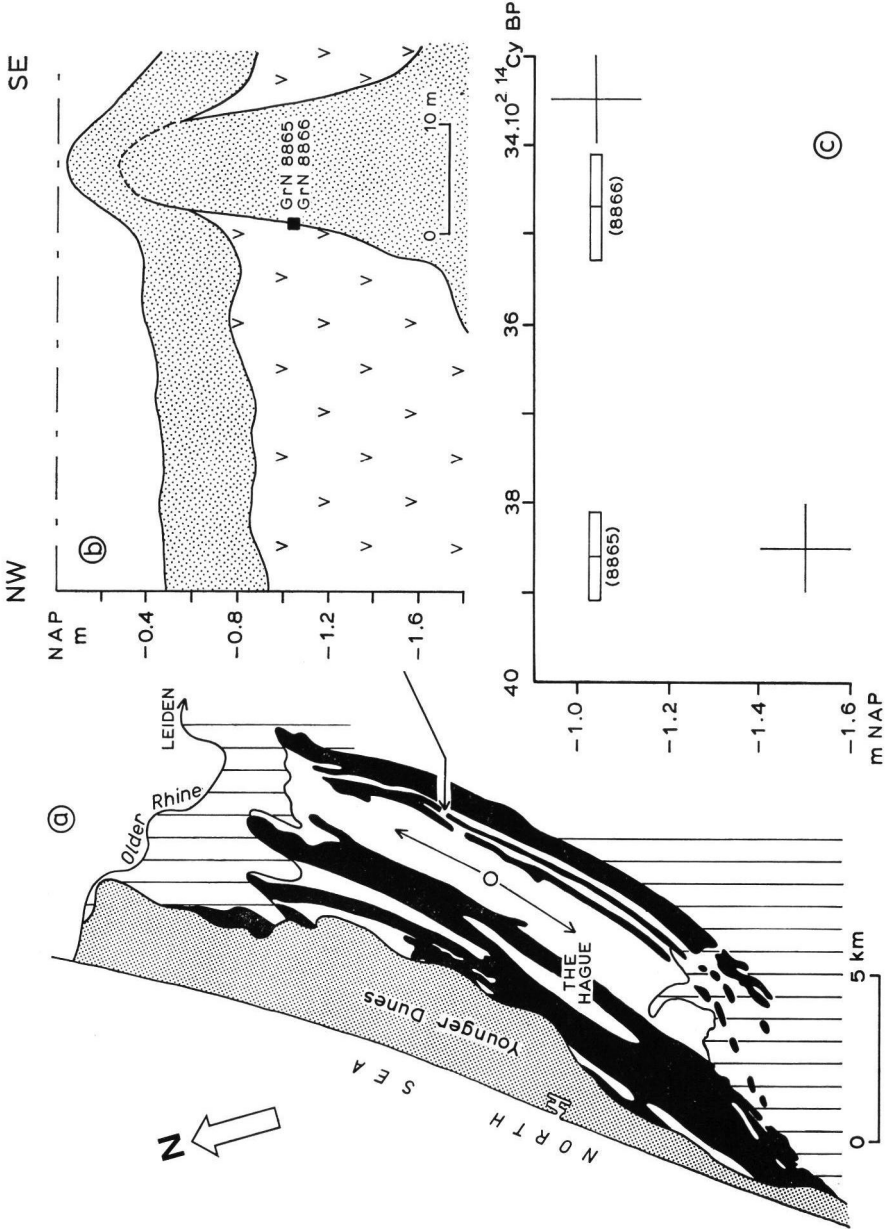 a
N
NORTH SEA
Younger Dunes
Older Rhine
LEIDEN
THE HAGUE
0 5 km
b
NW
SE
NAP
m
-0.4
-0.8
-1.2
-1.6
GrN 8865
GrN 8866
0 10 m
v v v v v v v v v v v v v v v v v v v v v v v v v
c
40
38
36
34.10² ¹⁴Cy BP
-1.0
-1.2
-1.4
-1.6
m NAP
(8865)
(8866)